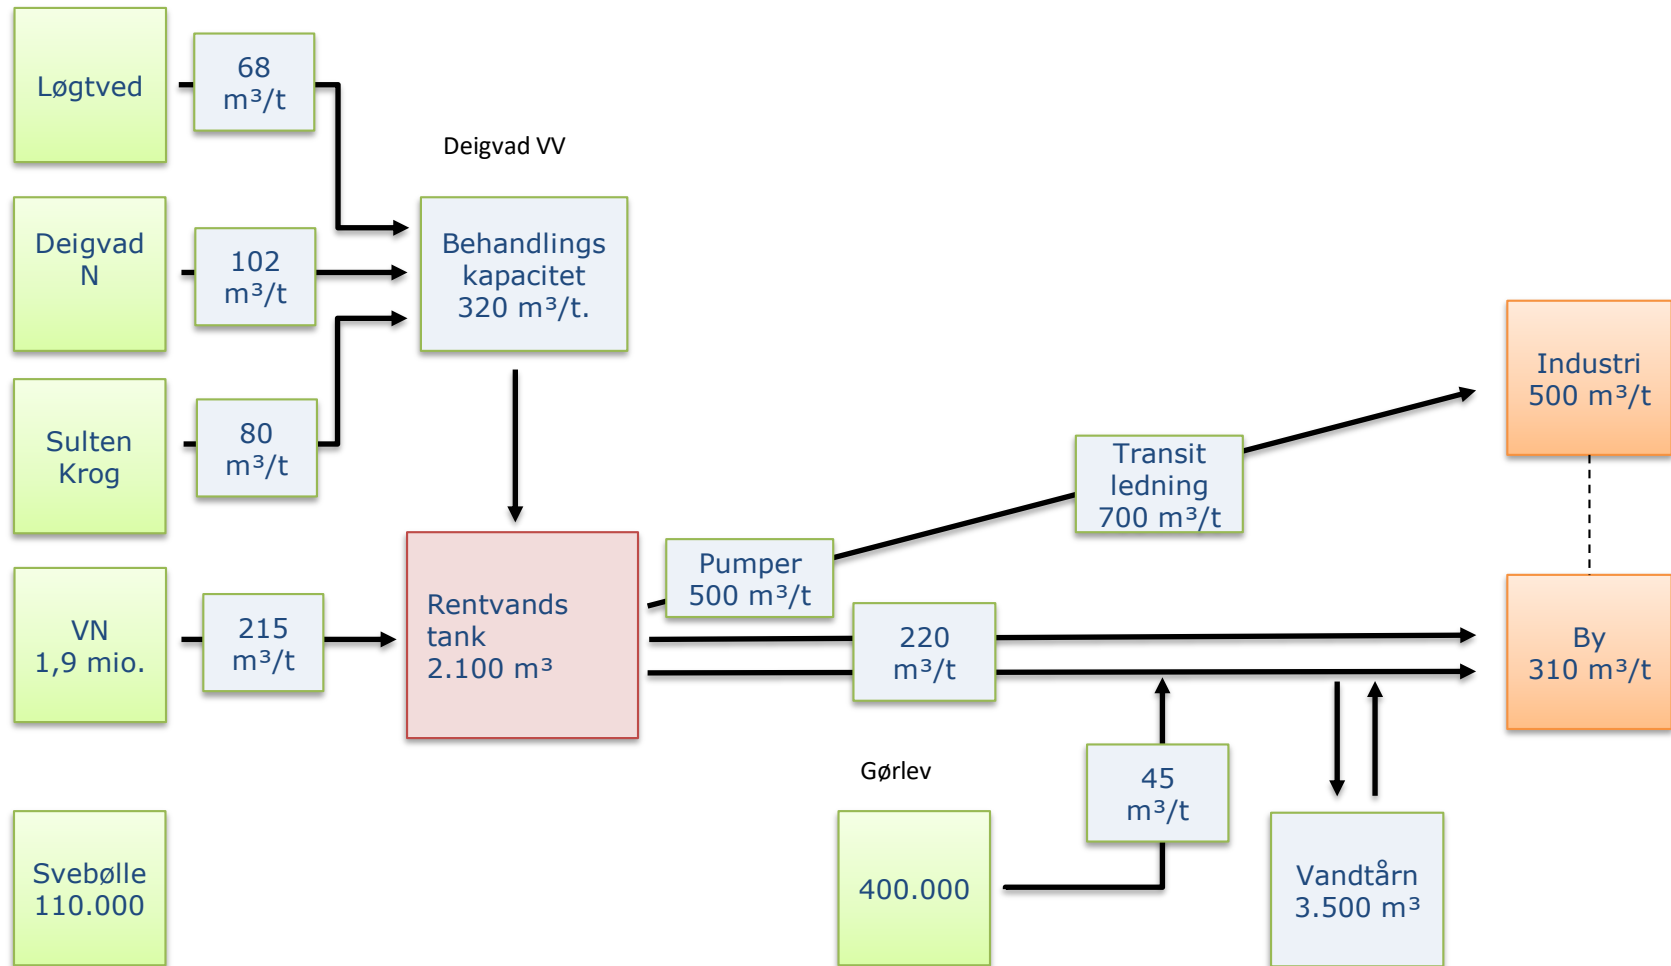 Løgtved
68
m³/t
Deigvad VV
Deigvad
N
102
m³/t
Behandlings
kapacitet
320 m³/t.
Sulten
Krog
80
m³/t
Industri
500 m³/t
Transit
ledning
700 m³/t
Pumper
500 m³/t
VN
1,9 mio.
215
m³/t
Rentvands
tank
2.100 m³
220
m³/t
By
310 m³/t
Gørlev
45
m³/t
Svebølle
110.000
400.000
Vandtårn
3.500 m³